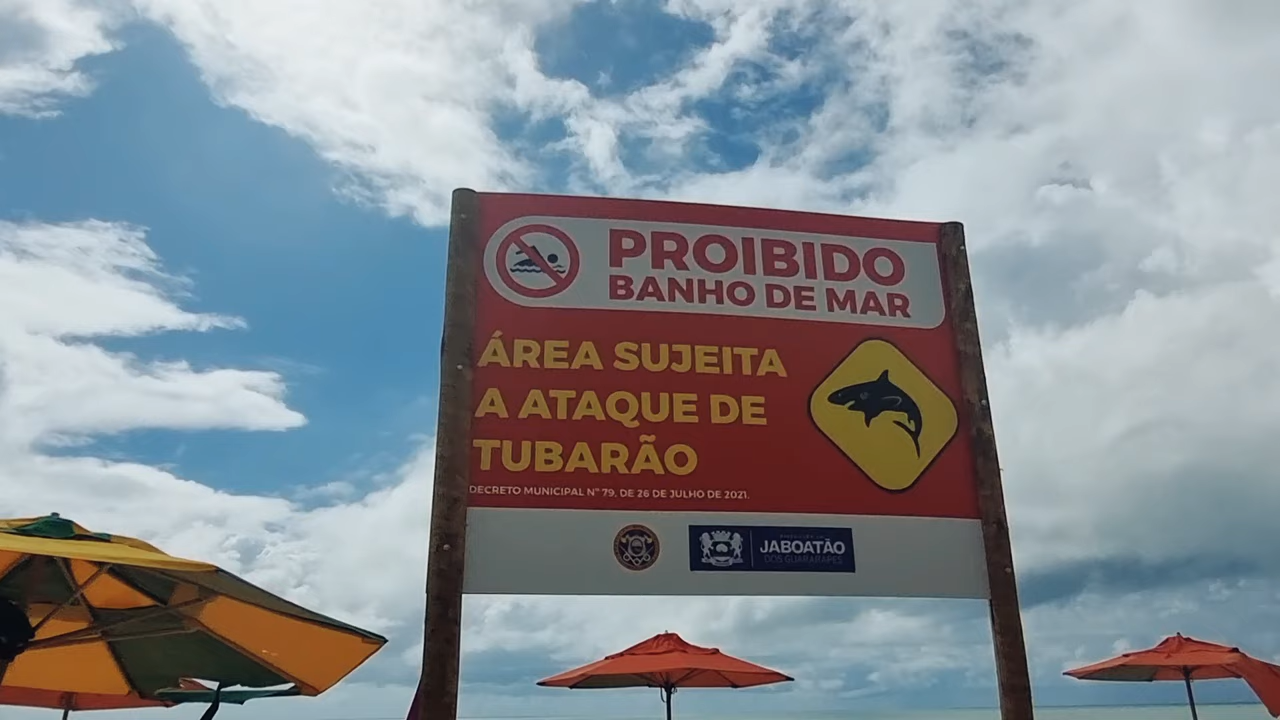 PROIBIDO
BANHO DE MAR
ÁREA SUJEITA
A ATAQUE DE
TUBARÃO
DECRETO MUNICIPAL Nº 79, DE 26 DE JULHO DE 2021.
JABOATÃO
DOS GUARARAPES